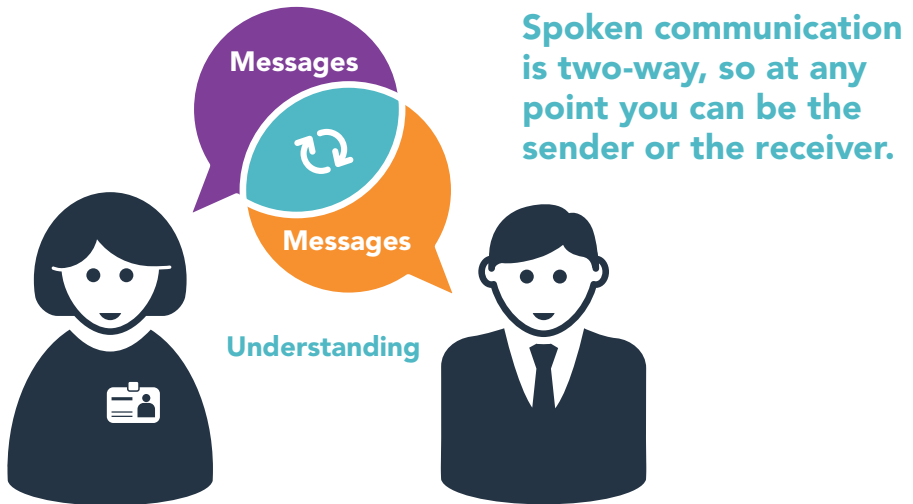 Messages
Messages
Understanding
Spoken communication
is two-way, so at any
point you can be the
sender or the receiver.